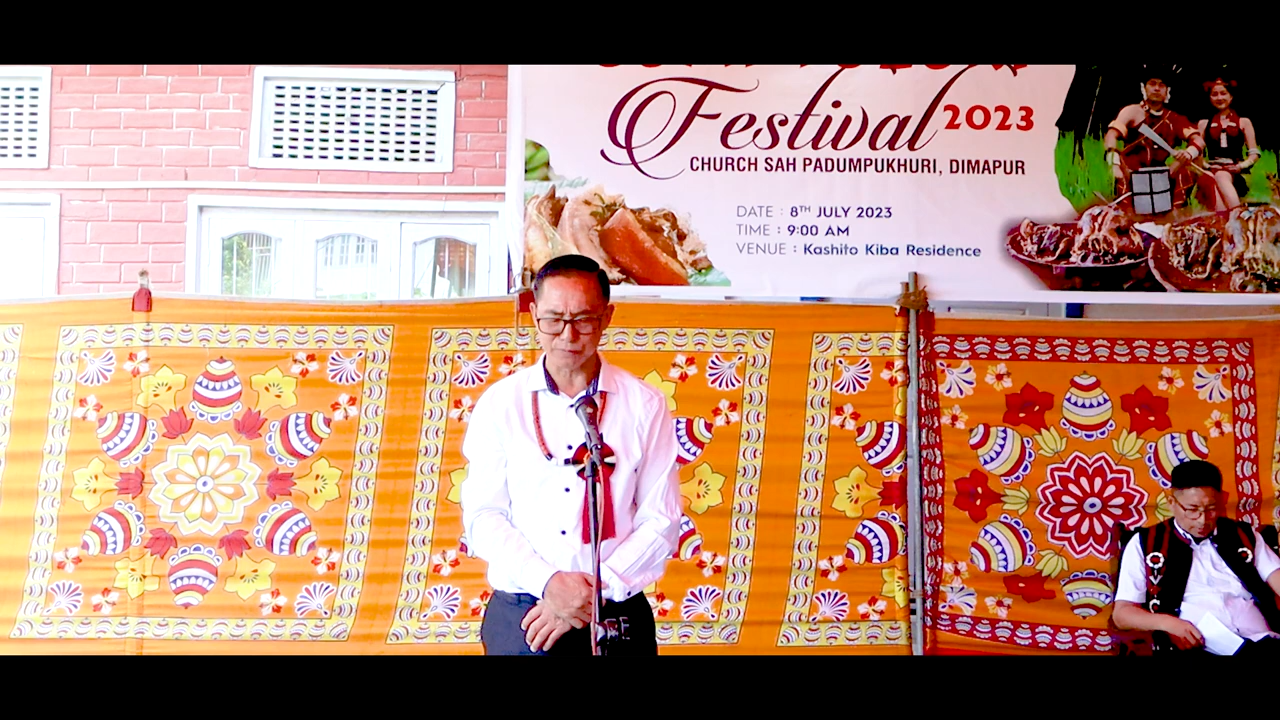 Festival 2023
CHURCH SAH PADUMPUKHURI, DIMAPUR
DATE : 8TH JULY 2023
TIME : 9:00 AM
VENUE : Kashito Kiba Residence